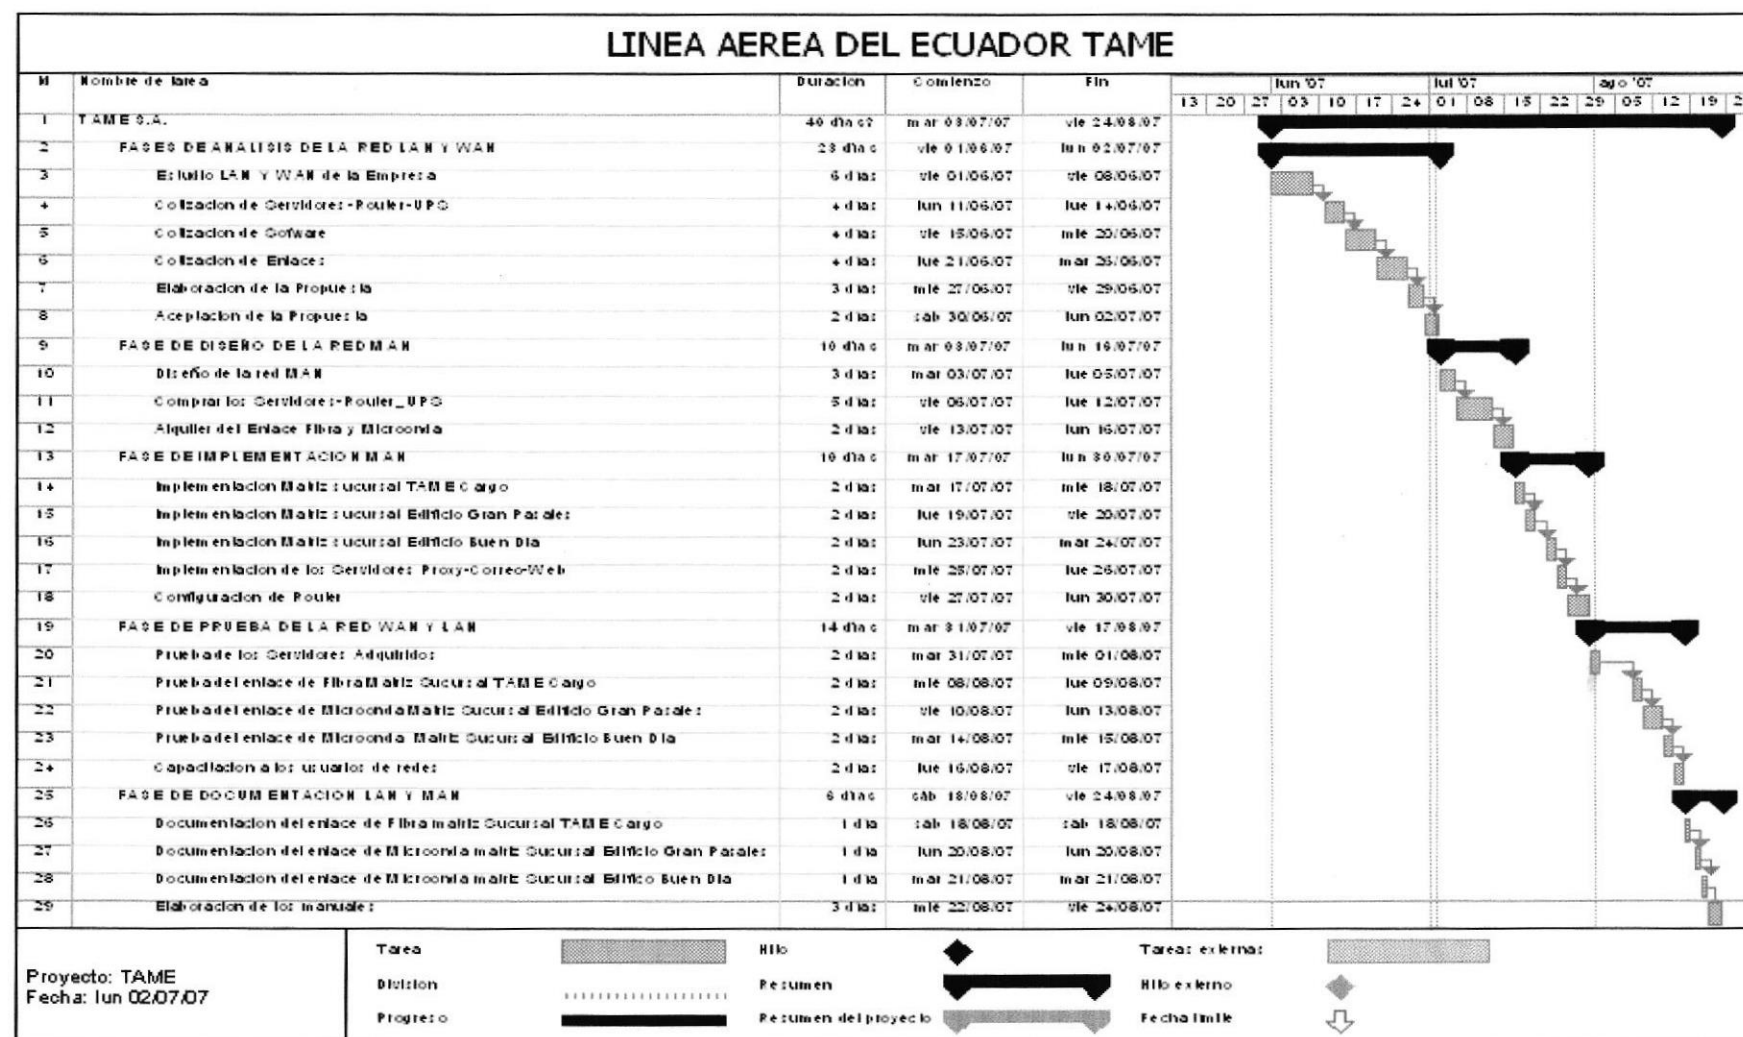 LINEA AEREA DEL ECUADOR TAME
Id Nombre de tarea Duracion Comienzo Fin jun '07 jul '07 ago '07
13 20 27 03 10 17 24 01 08 15 22 29 05 12 19 2
1 TAME S.A. 40 días? mar 03/07/07 vie 24/08/07
2 FASES DE ANALISIS DE LA RED LAN Y WAN 23 días vie 01/06/07 lun 02/07/07
3 Estudio LAN Y WAN de la Empresa 6 días vie 01/06/07 vie 08/06/07
4 Cotizacion de Servidores-Router-UPS 4 días lun 11/06/07 jue 14/06/07
5 Cotizacion de Sofware 4 días vie 15/06/07 mié 20/06/07
6 Cotizacion de Enlaces 4 días jue 21/06/07 mar 26/06/07
7 Elaboracion de la Propuesta 3 días mié 27/06/07 vie 29/06/07
8 Aceptacion de la Propuesta 2 días sáb 30/06/07 lun 02/07/07
9 FASE DE DISEÑO DE LA RED MAN 10 días mar 03/07/07 lun 16/07/07
10 Diseño de la red MAN 3 días mar 03/07/07 jue 05/07/07
11 Comprar los Servidores-Router_UPS 5 días vie 06/07/07 jue 12/07/07
12 Alquiler del Enlace Fibra y Microonda 2 días vie 13/07/07 lun 16/07/07
13 FASE DE IMPLEMENTACION MAN 10 días mar 17/07/07 lun 30/07/07
14 Implementacion Matriz sucursal TAME Cargo 2 días mar 17/07/07 mié 18/07/07
15 Implementacion Matriz sucursal Edificio Gran Pasales 2 días jue 19/07/07 vie 20/07/07
16 Implementacion Matriz sucursal Edificio Buen Dia 2 días lun 23/07/07 mar 24/07/07
17 Implementacion de los Servidores Proxy-Correo-Web 2 días mié 25/07/07 jue 26/07/07
18 Configuracion de Router 2 días vie 27/07/07 lun 30/07/07
19 FASE DE PRUEBA DE LA RED WAN Y LAN 14 días mar 31/07/07 vie 17/08/07
20 Prueba de los Servidores Adquiridos 2 días mar 31/07/07 mié 01/08/07
21 Prueba del enlace de Fibra Matriz Sucursal TAME Cargo 2 días mié 08/08/07 jue 09/08/07
22 Prueba del enlace de Microonda Matriz Sucursal Edificio Gran Pasales 2 días vie 10/08/07 lun 13/08/07
23 Prueba del enlace de Microonda Matriz Sucursal Edificio Buen Dia 2 días mar 14/08/07 mié 15/08/07
24 Capacitacion a los usuarios de redes 2 días jue 16/08/07 vie 17/08/07
25 FASE DE DOCUMENTACION LAN Y MAN 6 días sáb 18/08/07 vie 24/08/07
26 Documentacion del enlace de Fibra matriz Sucursal TAME Cargo 1 día sáb 18/08/07 sáb 18/08/07
27 Documentacion del enlace de Microonda matriz Sucursal Edificio Gran Pasales 1 día lun 20/08/07 lun 20/08/07
28 Documentacion del enlace de Microonda matriz Sucursal Edifico Buen Dia 1 día mar 21/08/07 mar 21/08/07
29 Elaboracion de los manuales 3 días mié 22/08/07 vie 24/08/07
Proyecto: TAME
Fecha: lun 02/07/07
Tarea Hito Tareas externas
Division Resumen Hito externo
Progreso Resumen del proyecto Fecha limite